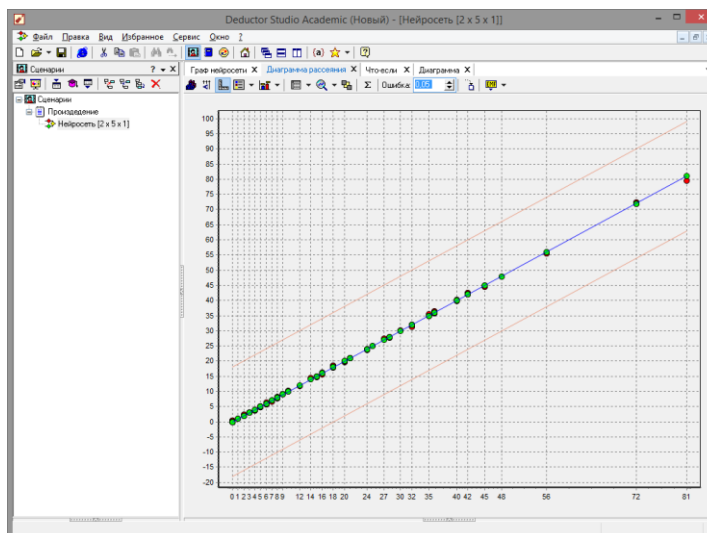 Deductor Studio Academic (Новый) - [Нейросеть [2 x 5 x 1]]
Файл Правка Вид Избранное Сервис Окно ?
Сценарии
Граф нейросети X Диаграмма рассеяния X Что-если X Диаграмма X
Σ Ошибка: 0,05
Сценарии
Произведение
Нейросеть [2 x 5 x 1]
100
95
90
85
80
75
70
65
60
55
50
45
40
35
30
25
20
15
10
5
0
-5
-10
-15
-20
0 1 2 3 4 5 6 7 8 9 12 14 16 18 20 24 27 30 32 35 40 42 45 48 56 72 81